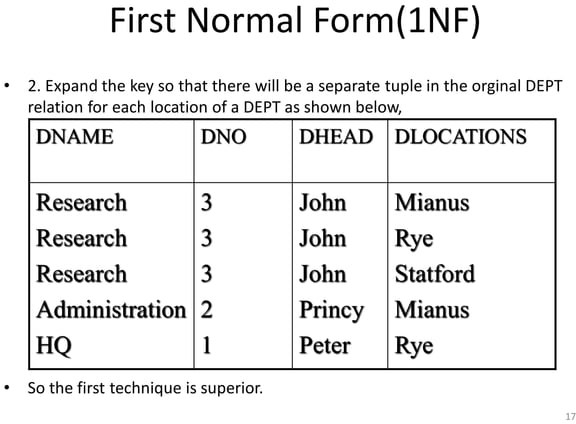 First Normal Form(1NF)
• 2. Expand the key so that there will be a separate tuple in the orginal DEPT
relation for each location of a DEPT as shown below,
DNAME DNO DHEAD DLOCATIONS
Research 3 John Mianus
Research 3 John Rye
Research 3 John Statford
Administration 2 Princy Mianus
HQ 1 Peter Rye
• So the first technique is superior.
17